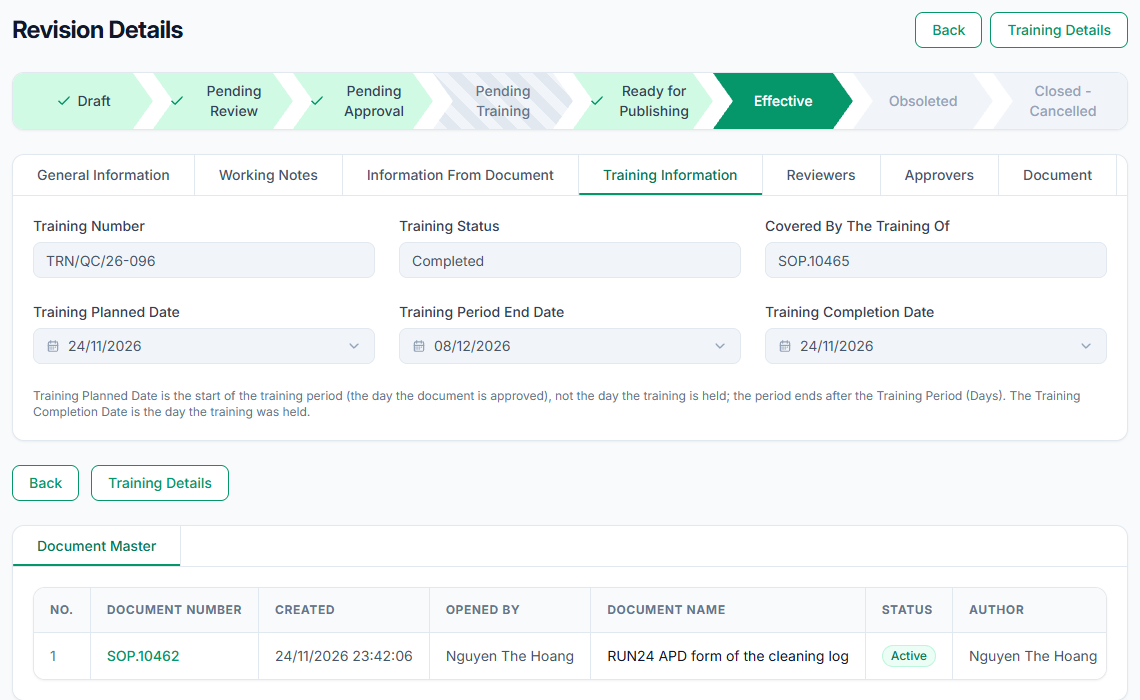 Revision Details
Back
Training Details
Draft
Pending
Review
Pending
Approval
Pending
Training
Ready for
Publishing
Effective
Obsoleted
Closed -
Cancelled
General Information
Working Notes
Information From Document
Training Information
Reviewers
Approvers
Document
Training Number
Training Status
Covered By The Training Of
TRN/QC/26-096
Completed
SOP.10465
Training Planned Date
Training Period End Date
Training Completion Date
24/11/2026
08/12/2026
24/11/2026
Training Planned Date is the start of the training period (the day the document is approved), not the day the training is held; the period ends after the Training Period (Days). The Training
Completion Date is the day the training was held.
Back
Training Details
Document Master
NO.
DOCUMENT NUMBER
CREATED
OPENED BY
DOCUMENT NAME
STATUS
AUTHOR
1
SOP.10462
24/11/2026 23:42:06
Nguyen The Hoang
RUN24 APD form of the cleaning log
Active
Nguyen The Hoang